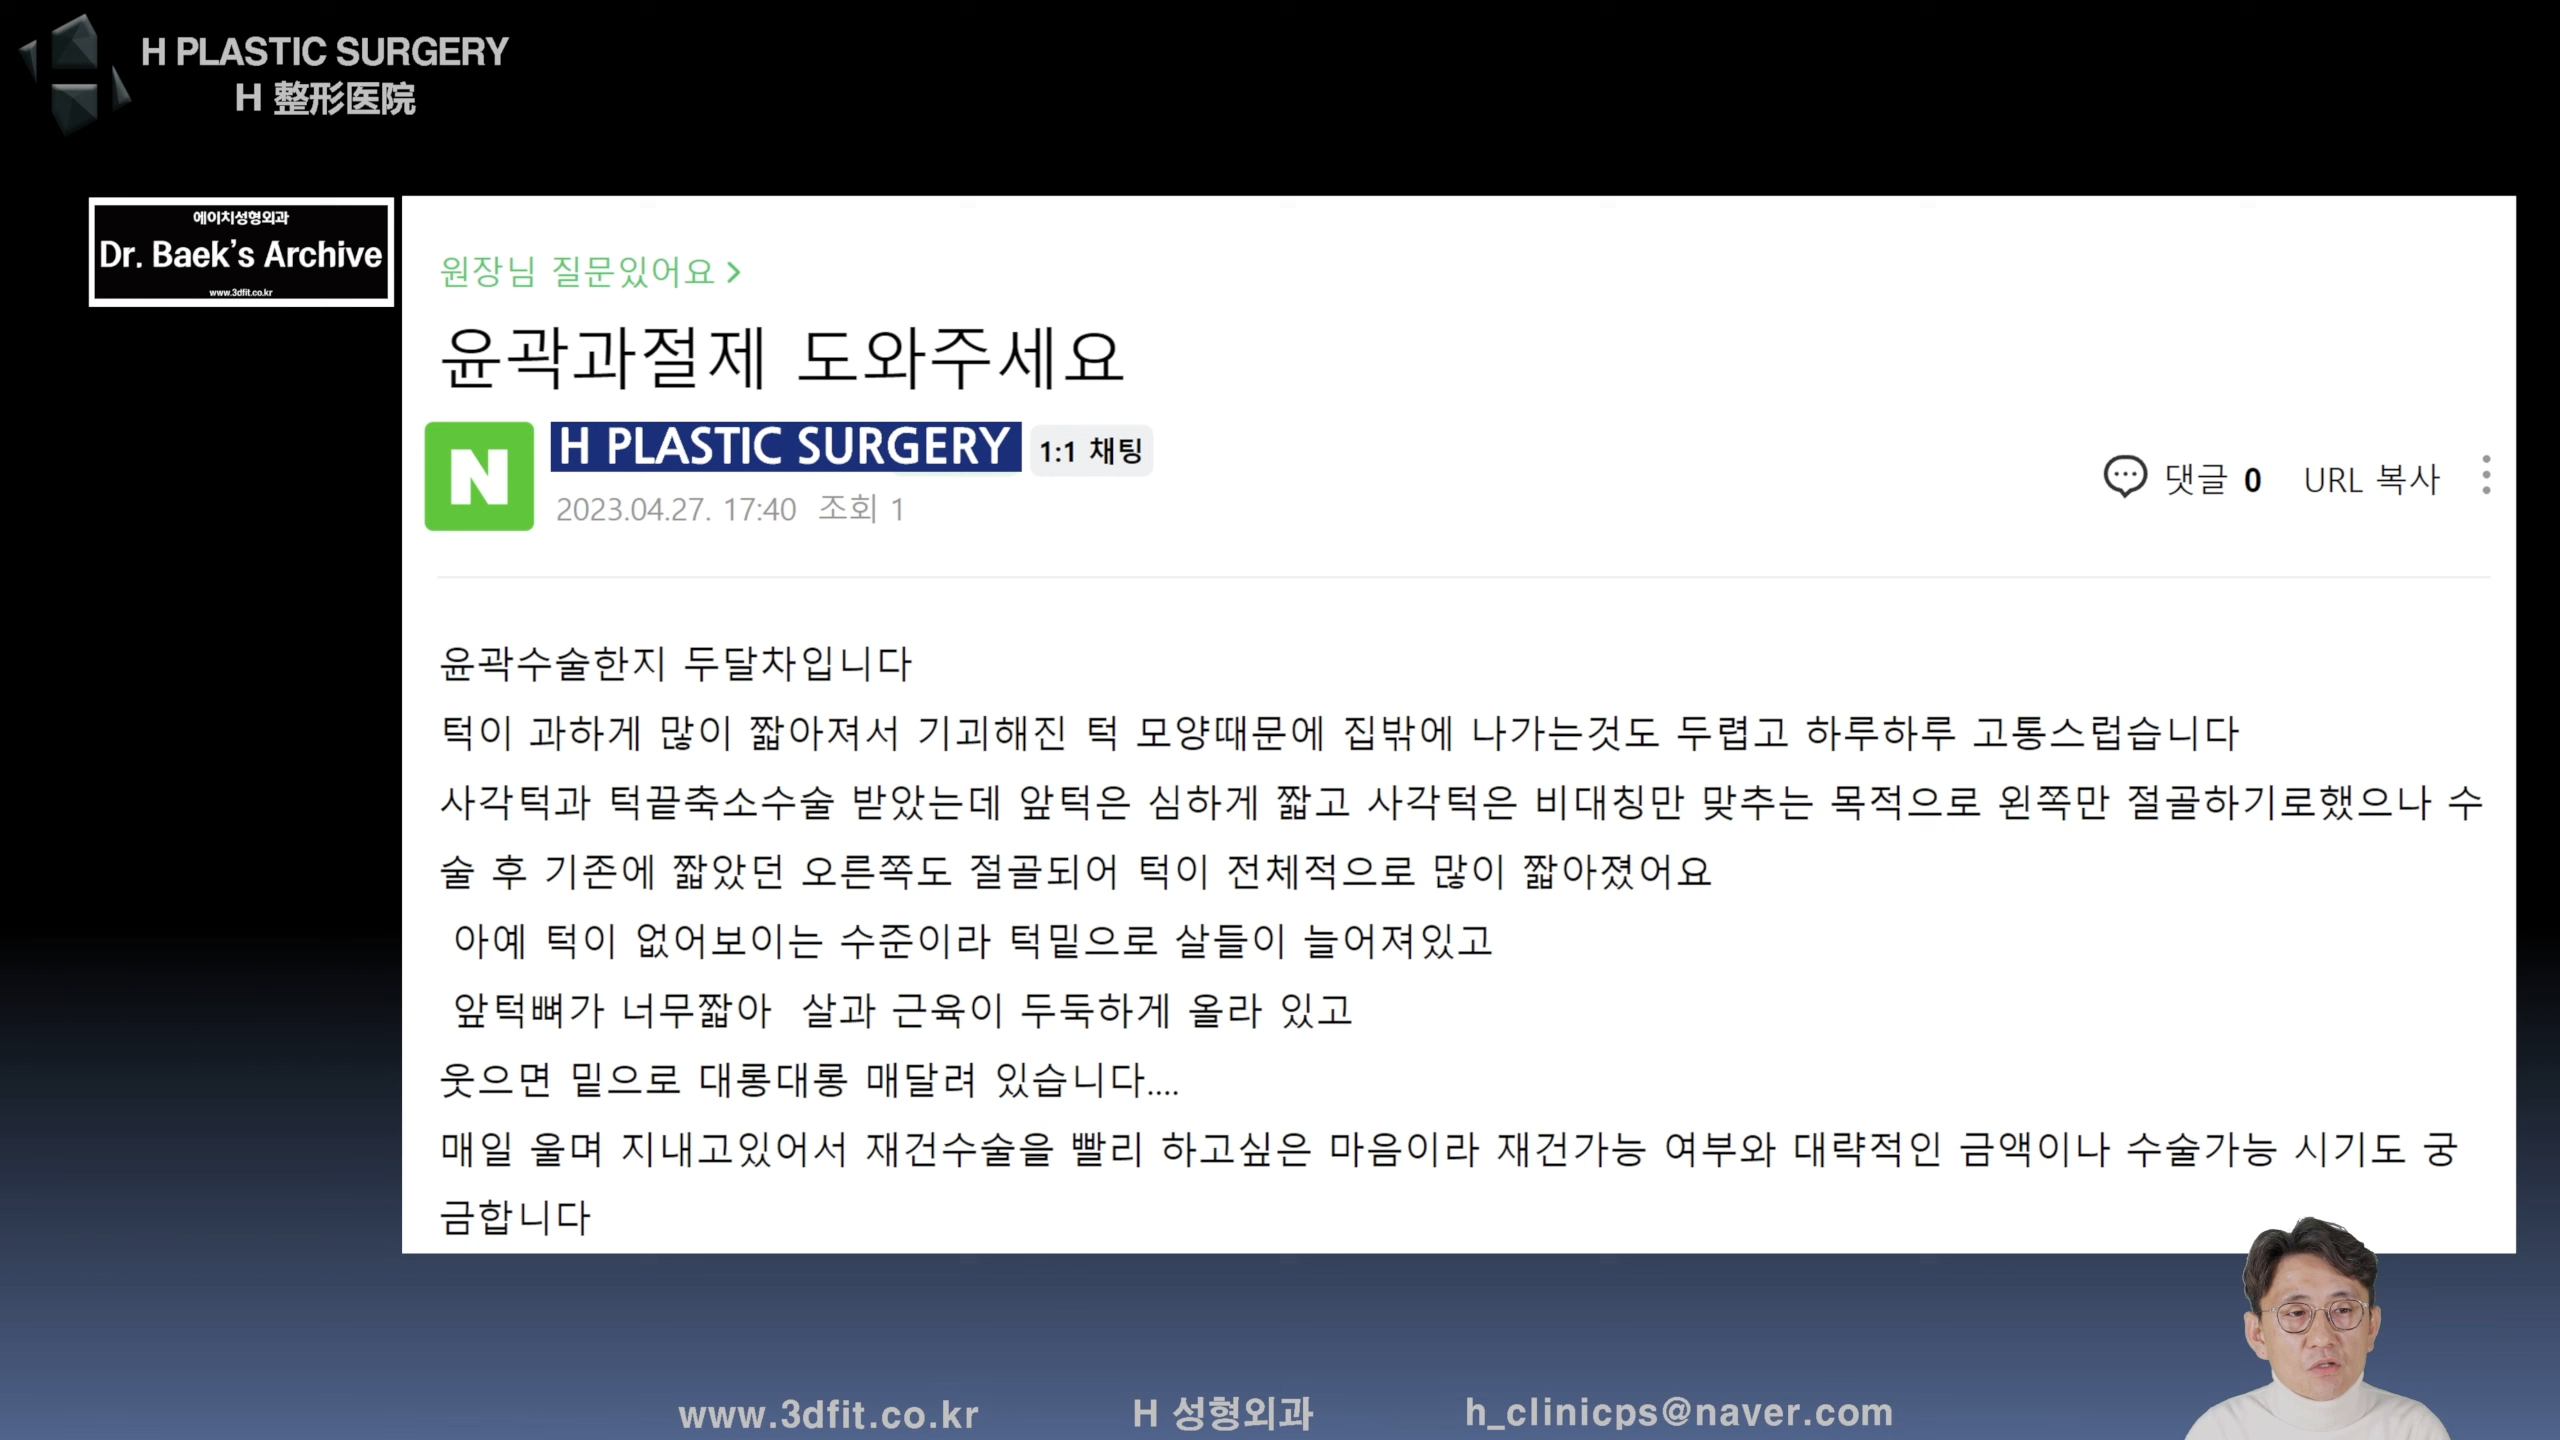 H PLASTIC SURGERY
H 整形医院
에이치성형외과
Dr. Baek's Archive
www.3dfit.co.kr
원장님 질문있어요 >
윤곽과절제 도와주세요
N
H PLASTIC SURGERY 1:1 채팅
2023.04.27. 17:40 조회 1
댓글 0 URL 복사
윤곽수술한지 두달차입니다
턱이 과하게 많이 짧아져서 기괴해진 턱 모양때문에 집밖에 나가는것도 두렵고 하루하루 고통스럽습니다
사각턱과 턱끝축소수술 받았는데 앞턱은 심하게 짧고 사각턱은 비대칭만 맞추는 목적으로 왼쪽만 절골하기로했으나 수
술 후 기존에 짧았던 오른쪽도 절골되어 턱이 전체적으로 많이 짧아졌어요
아예 턱이 없어보이는 수준이라 턱밑으로 살들이 늘어져있고
앞턱뼈가 너무짧아 살과 근육이 두둑하게 올라 있고
웃으면 밑으로 대롱대롱 매달려 있습니다....
매일 울며 지내고있어서 재건수술을 빨리 하고싶은 마음이라 재건가능 여부와 대략적인 금액이나 수술가능 시기도 궁
금합니다
www.3dfit.co.kr H 성형외과 h_clinicps@naver.com